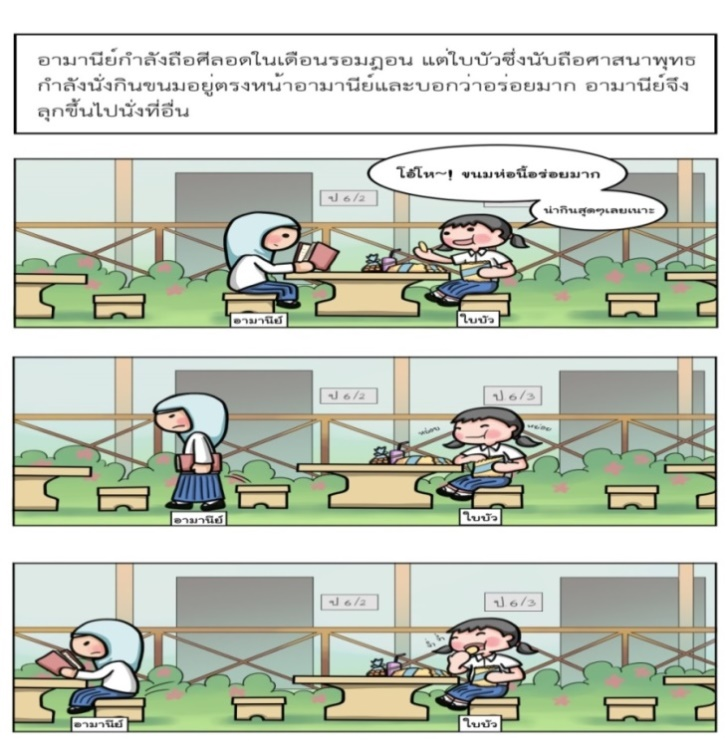 อามานีย์กำลังถือศีลอดในเดือนรอมฎอน แต่ใบบัวซึ่งนับถือศาสนาพุทธ
กำลังนั่งกินขนมอยู่ตรงหน้าอามานีย์และบอกว่าอร่อยมาก อามานีย์จึง
ลุกขึ้นไปนั่งที่อื่น
โอ้โห~! ขนมห่อนี้อร่อยมาก
น่ากินสุดๆเลยเนาะ
ป 6/2
อามานีย์
ใบบัว
ป 6/2
ป 6/3
หน่อย
หน่อย
อามานีย์
ใบบัว
ป 6/2
ป 6/3
อามานีย์
ใบบัว